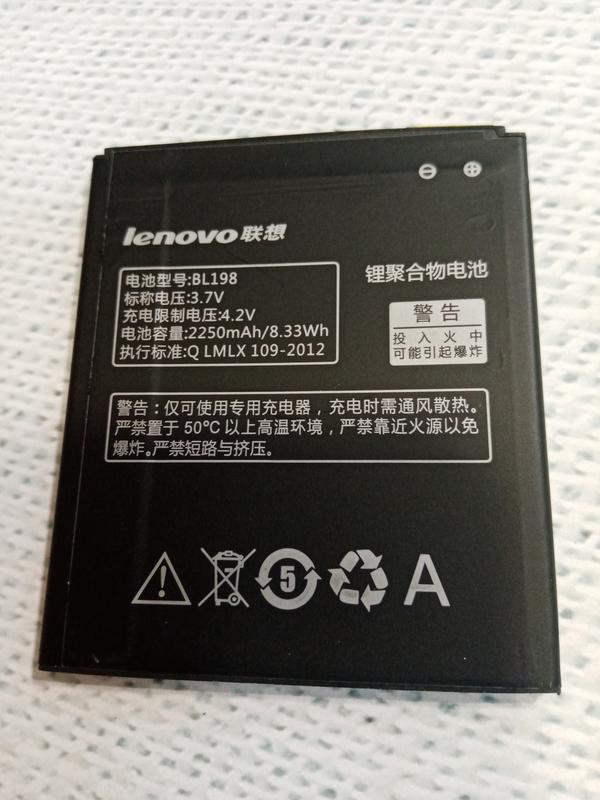 lenovo联想
电池型号:BL198
标称电压:3.7V
充电限制电压:4.2V
电池容量:2250mAh/8.33Wh
执行标准:Q LMLX 109-2012
锂聚合物电池
警告
投入火中
可能引起爆炸
警告：仅可使用专用充电器，充电时需通风散热。
严禁置于 50°C 以上高温环境，严禁靠近火源以免
爆炸。严禁短路与挤压。
5
A